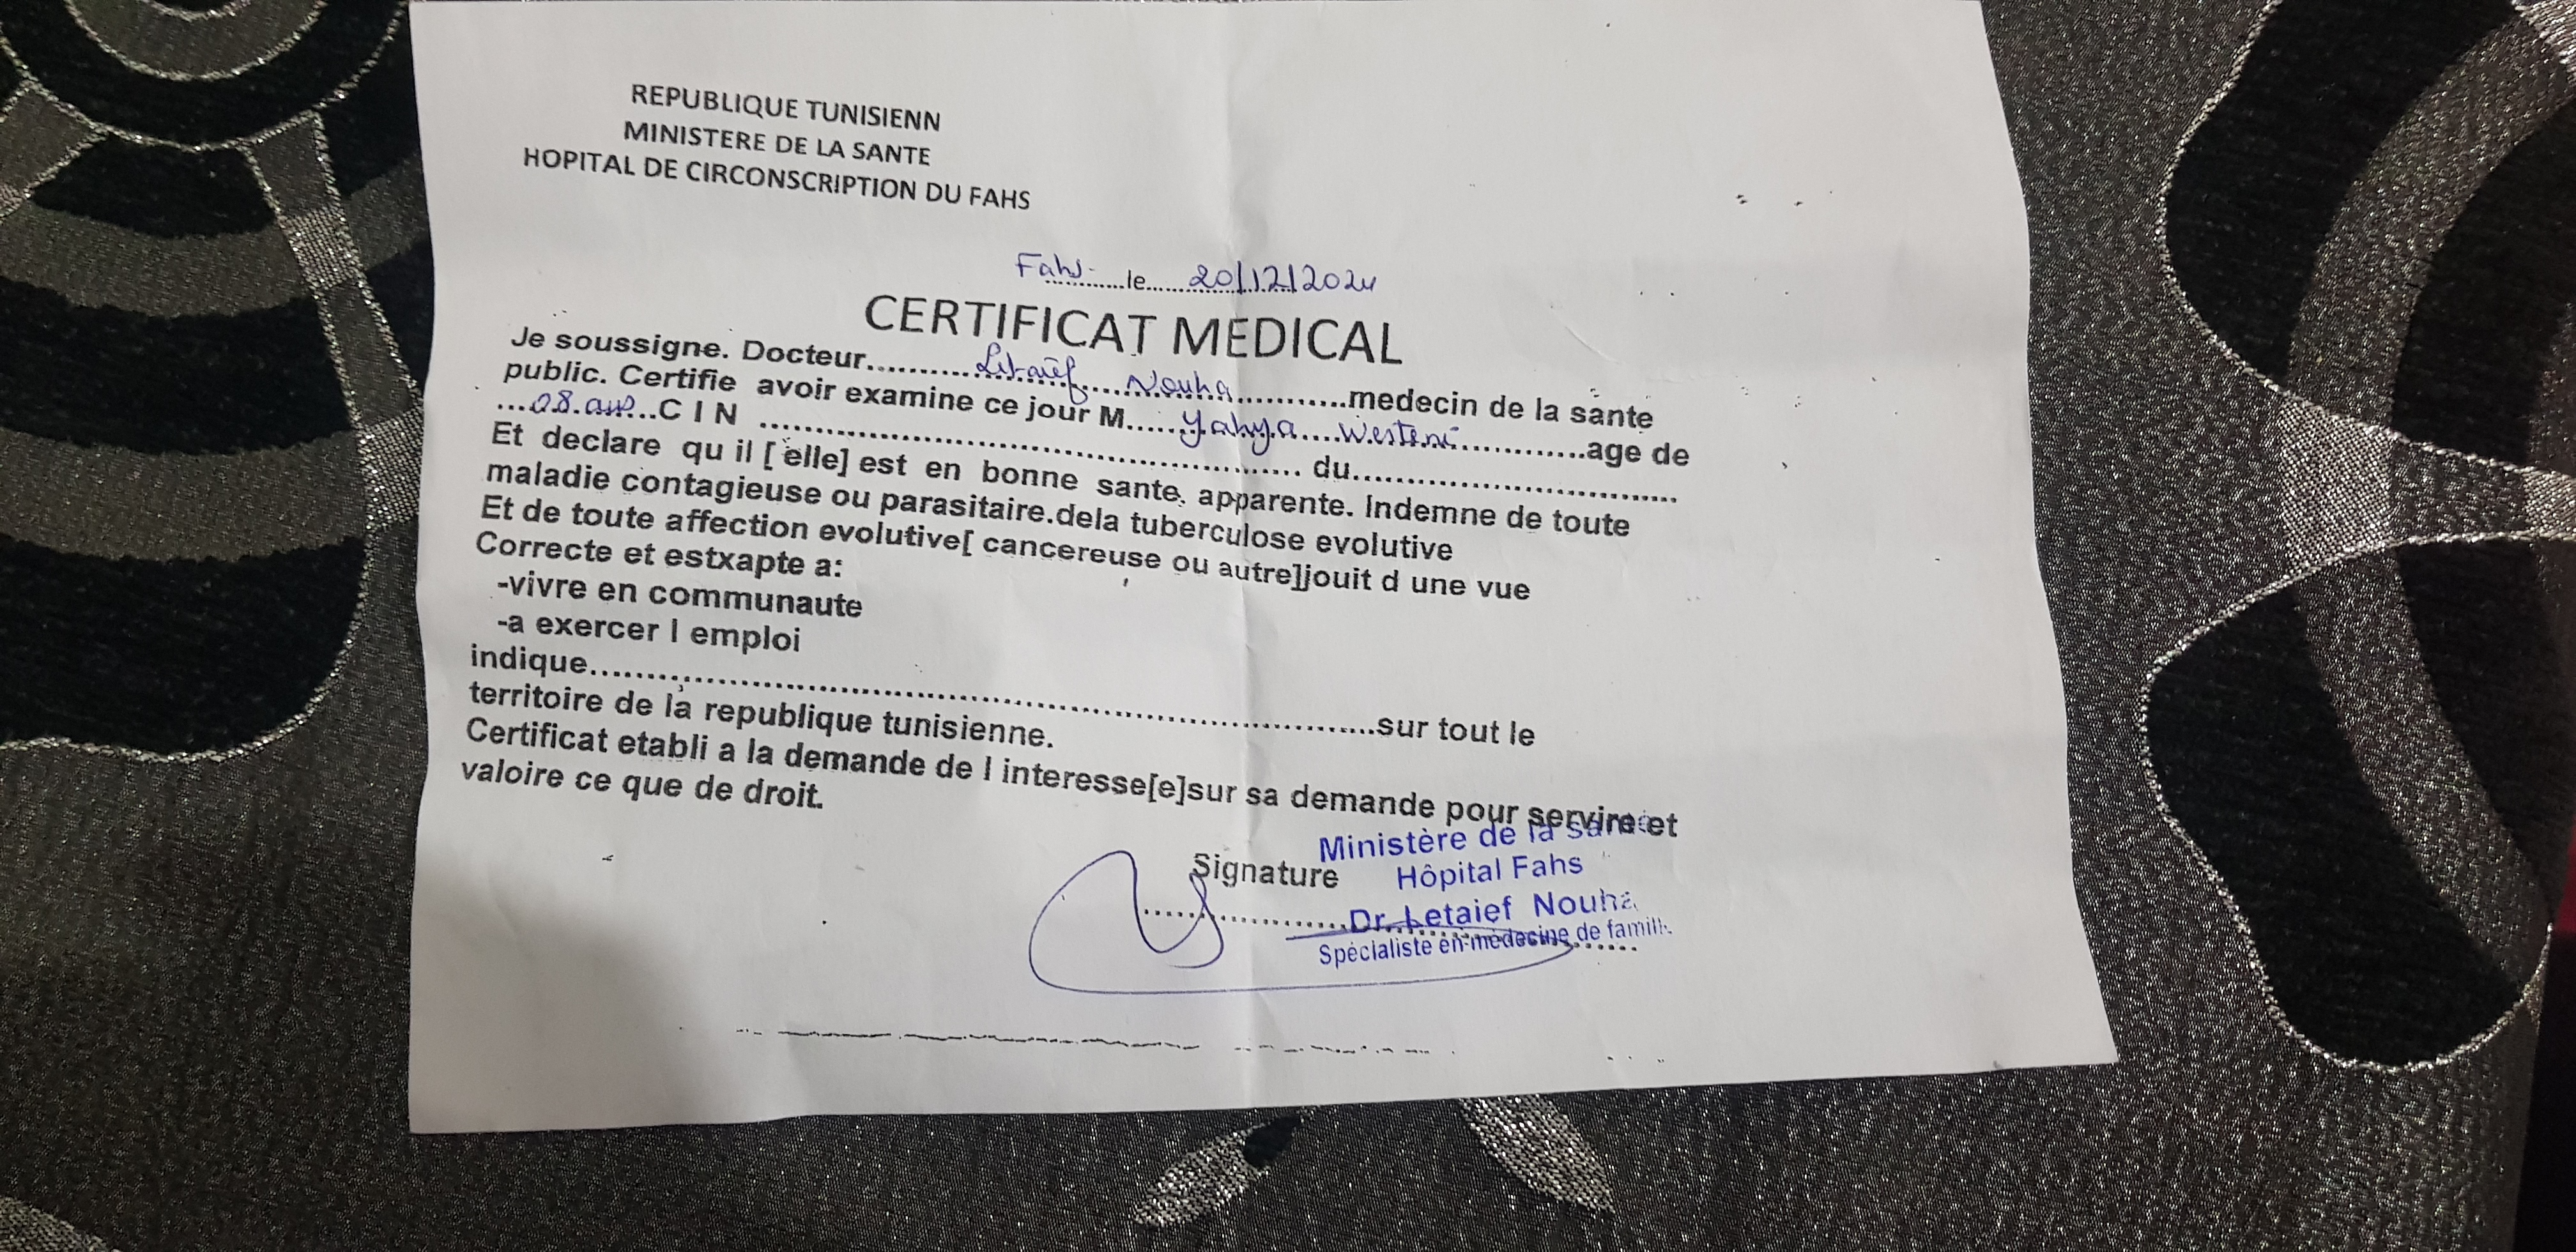 REPUBLIQUE TUNISIENN
MINISTERE DE LA SANTE
HOPITAL DE CIRCONSCRIPTION DU FAHS
Fahs le 20/12/2024
CERTIFICAT MEDICAL
Je soussigne. Docteur.......... Letaief Nouha ..........medecin de la sante
public. Certifie avoir examine ce jour M..... Yahya ..... ............age de
...08.ans...C I N ........................................ du..............................
Et declare qu il [ elle] est en bonne sante. apparente. Indemne de toute
maladie contagieuse ou parasitaire.dela tuberculose evolutive
Et de toute affection evolutive[ cancereuse ou autre]jouit d une vue
Correcte et estxapte a:
-vivre en communaute
-a exercer l emploi
indique............................................................sur tout le
territoire de la republique tunisienne.
Certificat etabli a la demande de l interesse[e]sur sa demande pour servire et
valoire ce que de droit.
Signature
Ministère de la Santé
Hôpital Fahs
Dr. Letaief Nouha
Spécialiste en médecine de famille